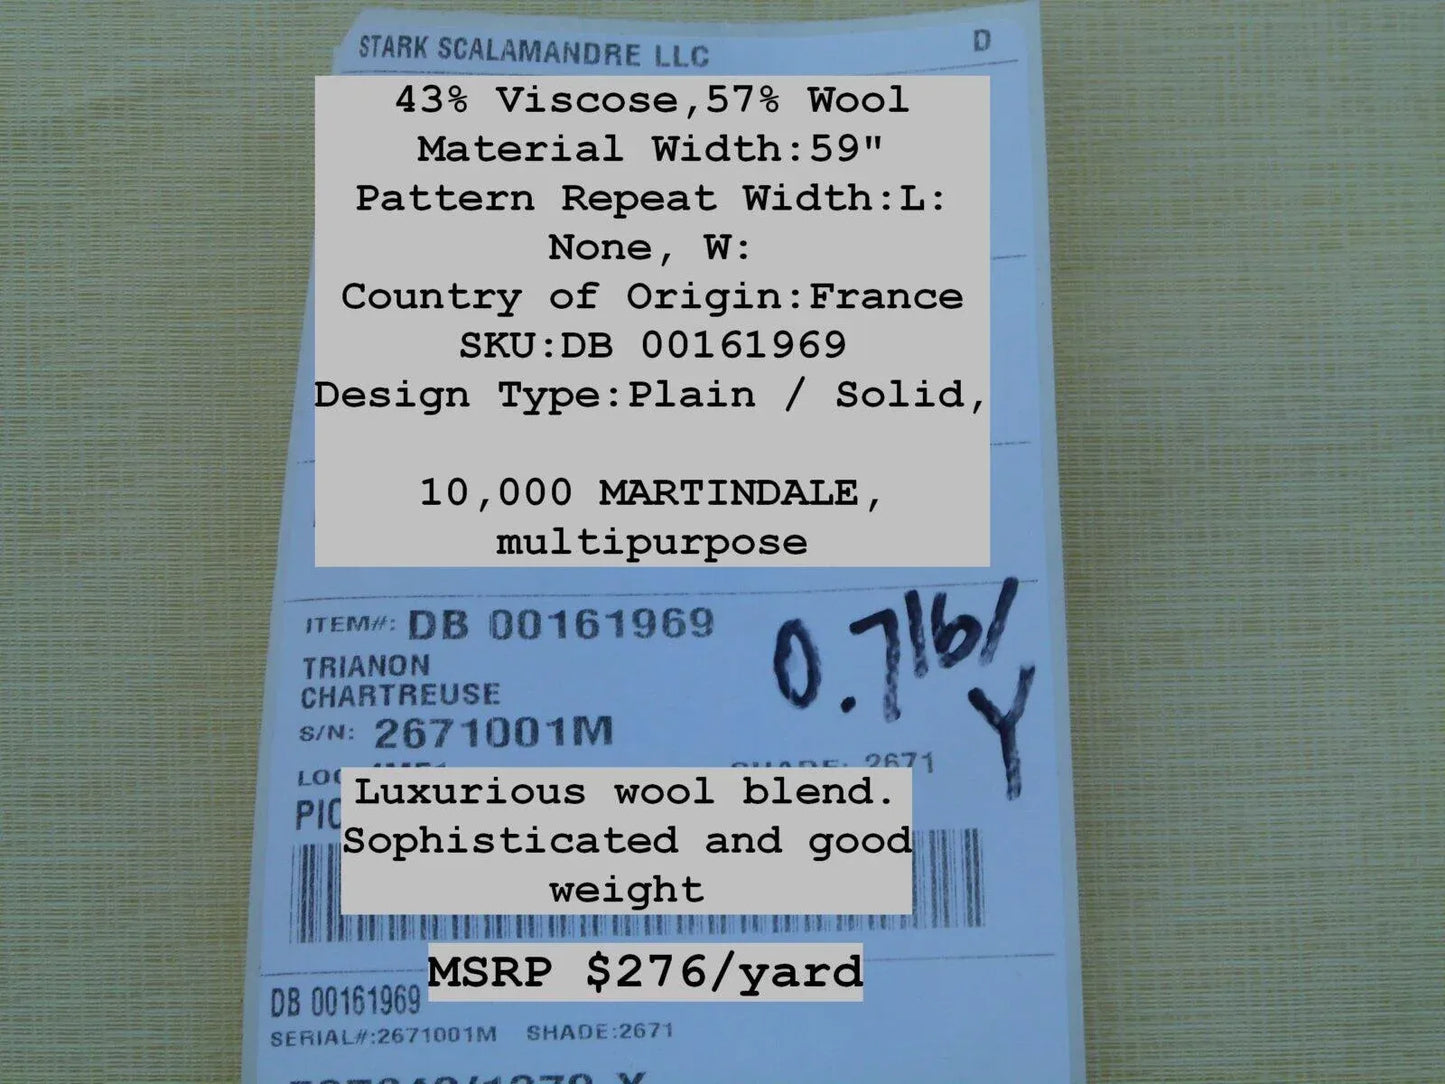 STARK SCALAMANDRE LLC D
43% Viscose,57% Wool
Material Width:59"
Pattern Repeat Width:L:
None, W:
Country of Origin:France
SKU:DB 00161969
Design Type:Plain / Solid,
10,000 MARTINDALE,
multipurpose
ITEM#: DB 00161969
TRIANON
CHARTREUSE
0.7lb/
Y
S/N: 2671001M
SHADE: 2671
Luxurious wool blend.
Sophisticated and good
weight
MSRP $276/yard
DB 00161969
SERIAL#:2671001M SHADE:2671